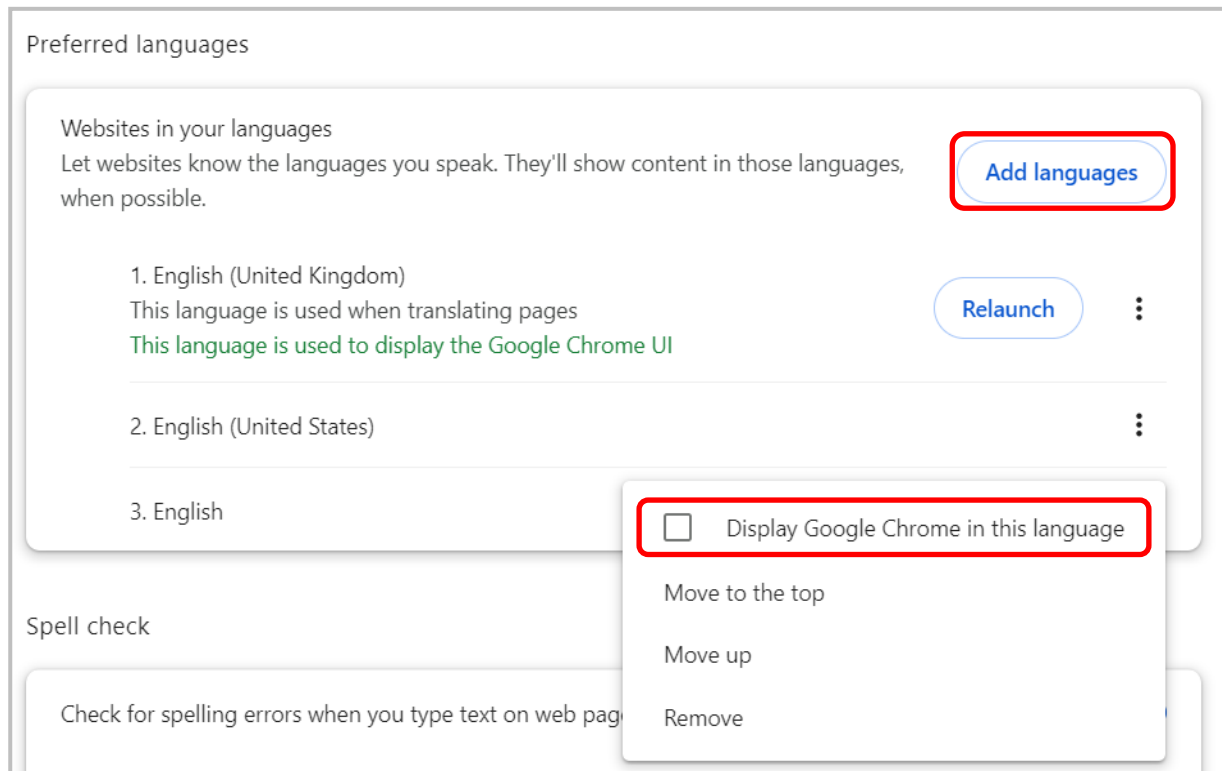 Preferred languages
Websites in your languages
Let websites know the languages you speak. They'll show content in those languages,
when possible.
Add languages
1. English (United Kingdom)
This language is used when translating pages
This language is used to display the Google Chrome UI
Relaunch
2. English (United States)
3. English
Display Google Chrome in this language
Move to the top
Move up
Remove
Spell check
Check for spelling errors when you type text on web